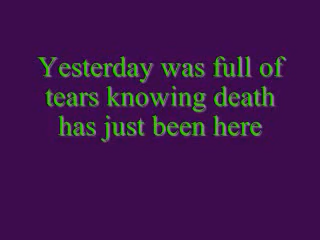 Yesterday was full of
tears knowing death
has just been here